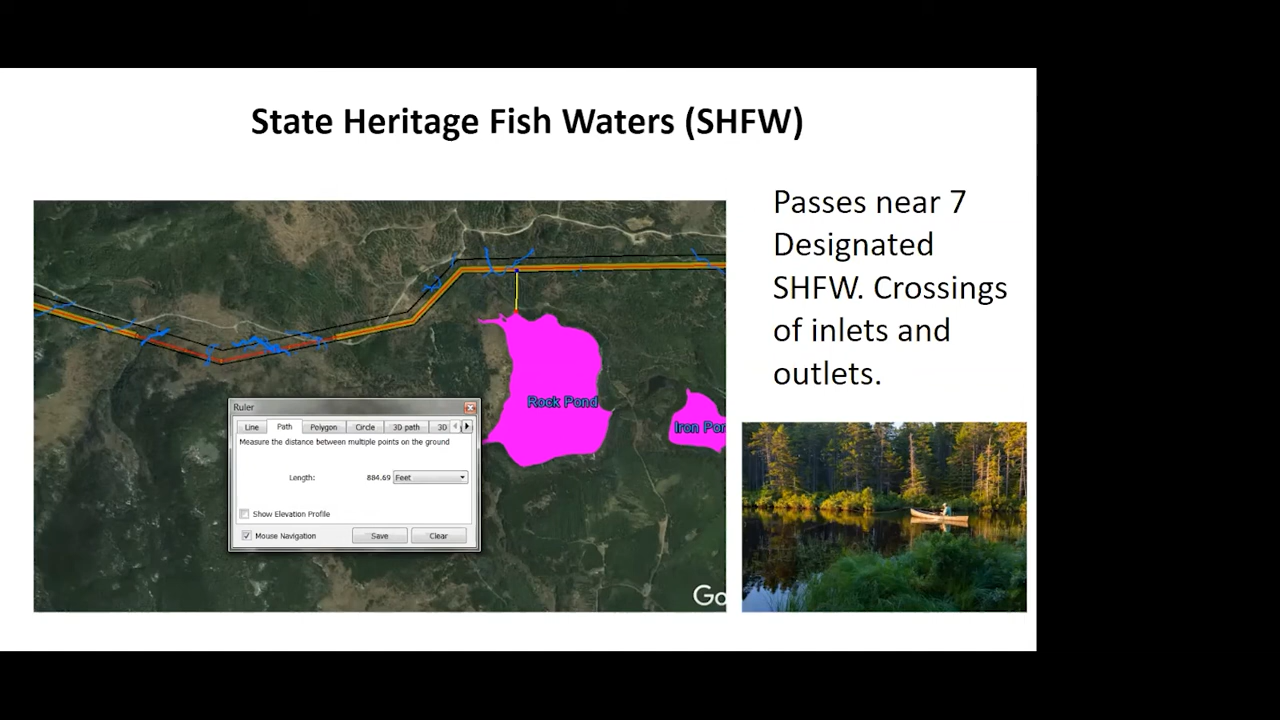 State Heritage Fish Waters (SHFW)
Passes near 7
Designated
SHFW. Crossings
of inlets and
outlets.
Rock Pond
Iron Por
Ruler
Line Path Polygon Circle 3D path 3D
Measure the distance between multiple points on the ground
Length: 884.69 Feet
Show Elevation Profile
Mouse Navigation Save Clear
Go